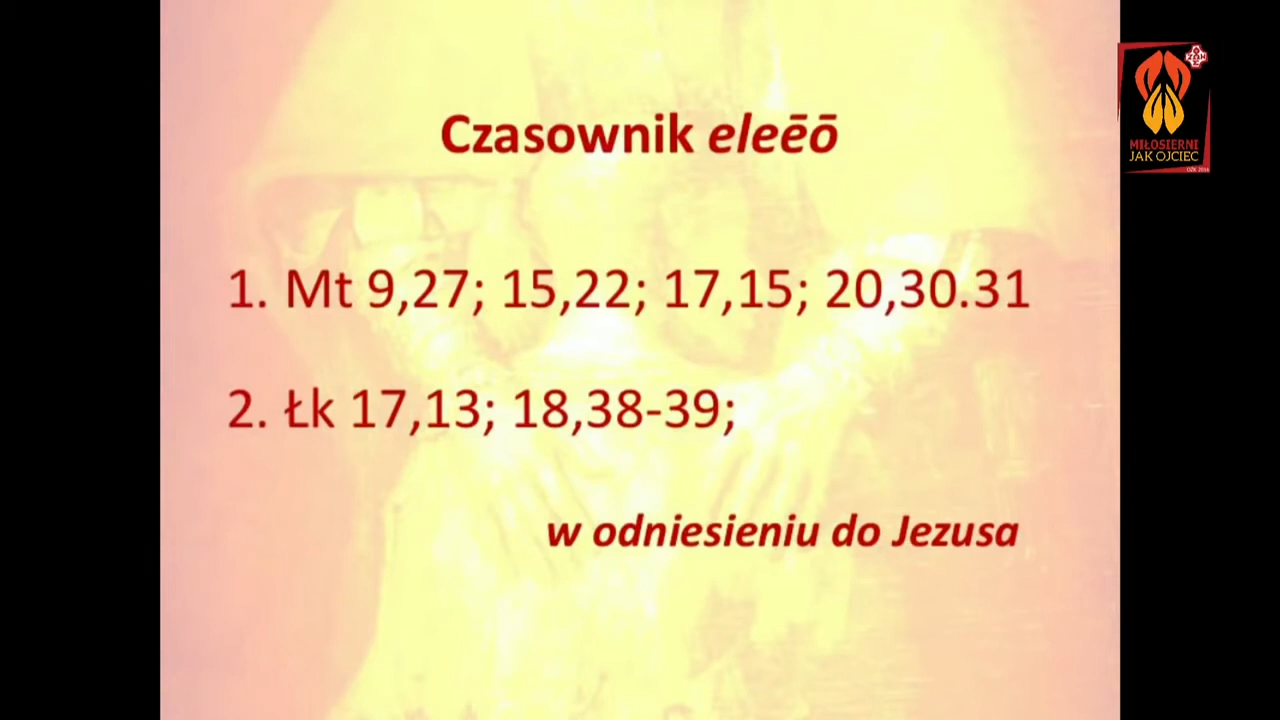 Czasownik eleēō
1. Mt 9,27; 15,22; 17,15; 20,30.31
2. Łk 17,13; 18,38-39;
w odniesieniu do Jezusa
MIŁOSIERNI
JAK OJCIEC